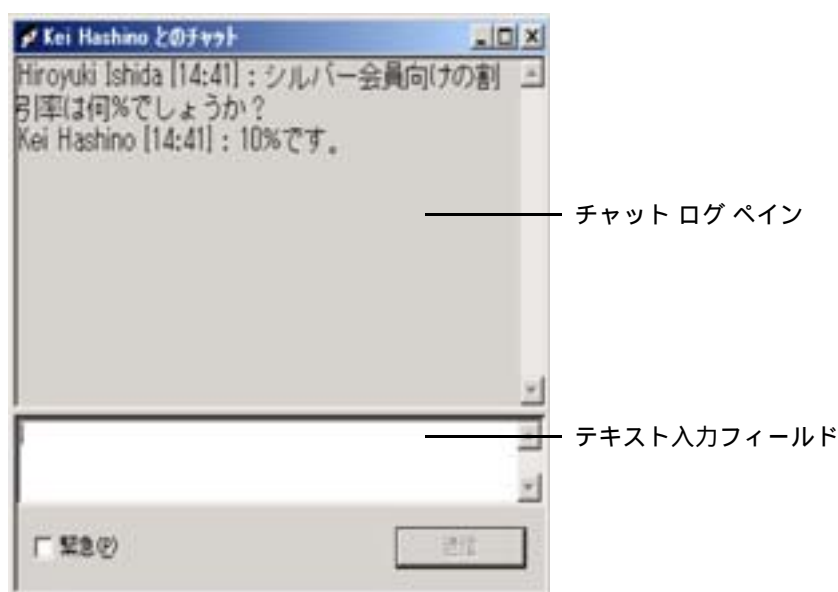 Kei Hashino とのチャット
Hiroyuki Ishida [14:41] : シルバー会員向けの割
引率は何%でしょうか？
Kei Hashino [14:41] : 10%です。
チャット ログ ペイン
テキスト入力フィールド
緊急(P)
送信